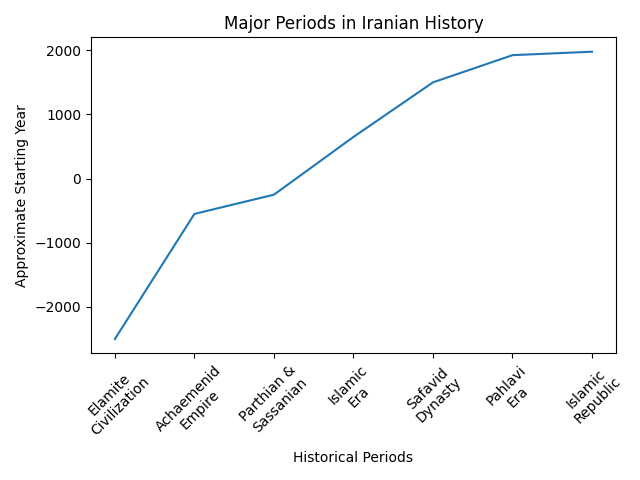 Major Periods in Iranian History
Approximate Starting Year
2000
1000
0
−1000
−2000
Elamite
Civilization
Achaemenid
Empire
Parthian &
Sassanian
Islamic
Era
Safavid
Dynasty
Pahlavi
Era
Islamic
Republic
Historical Periods